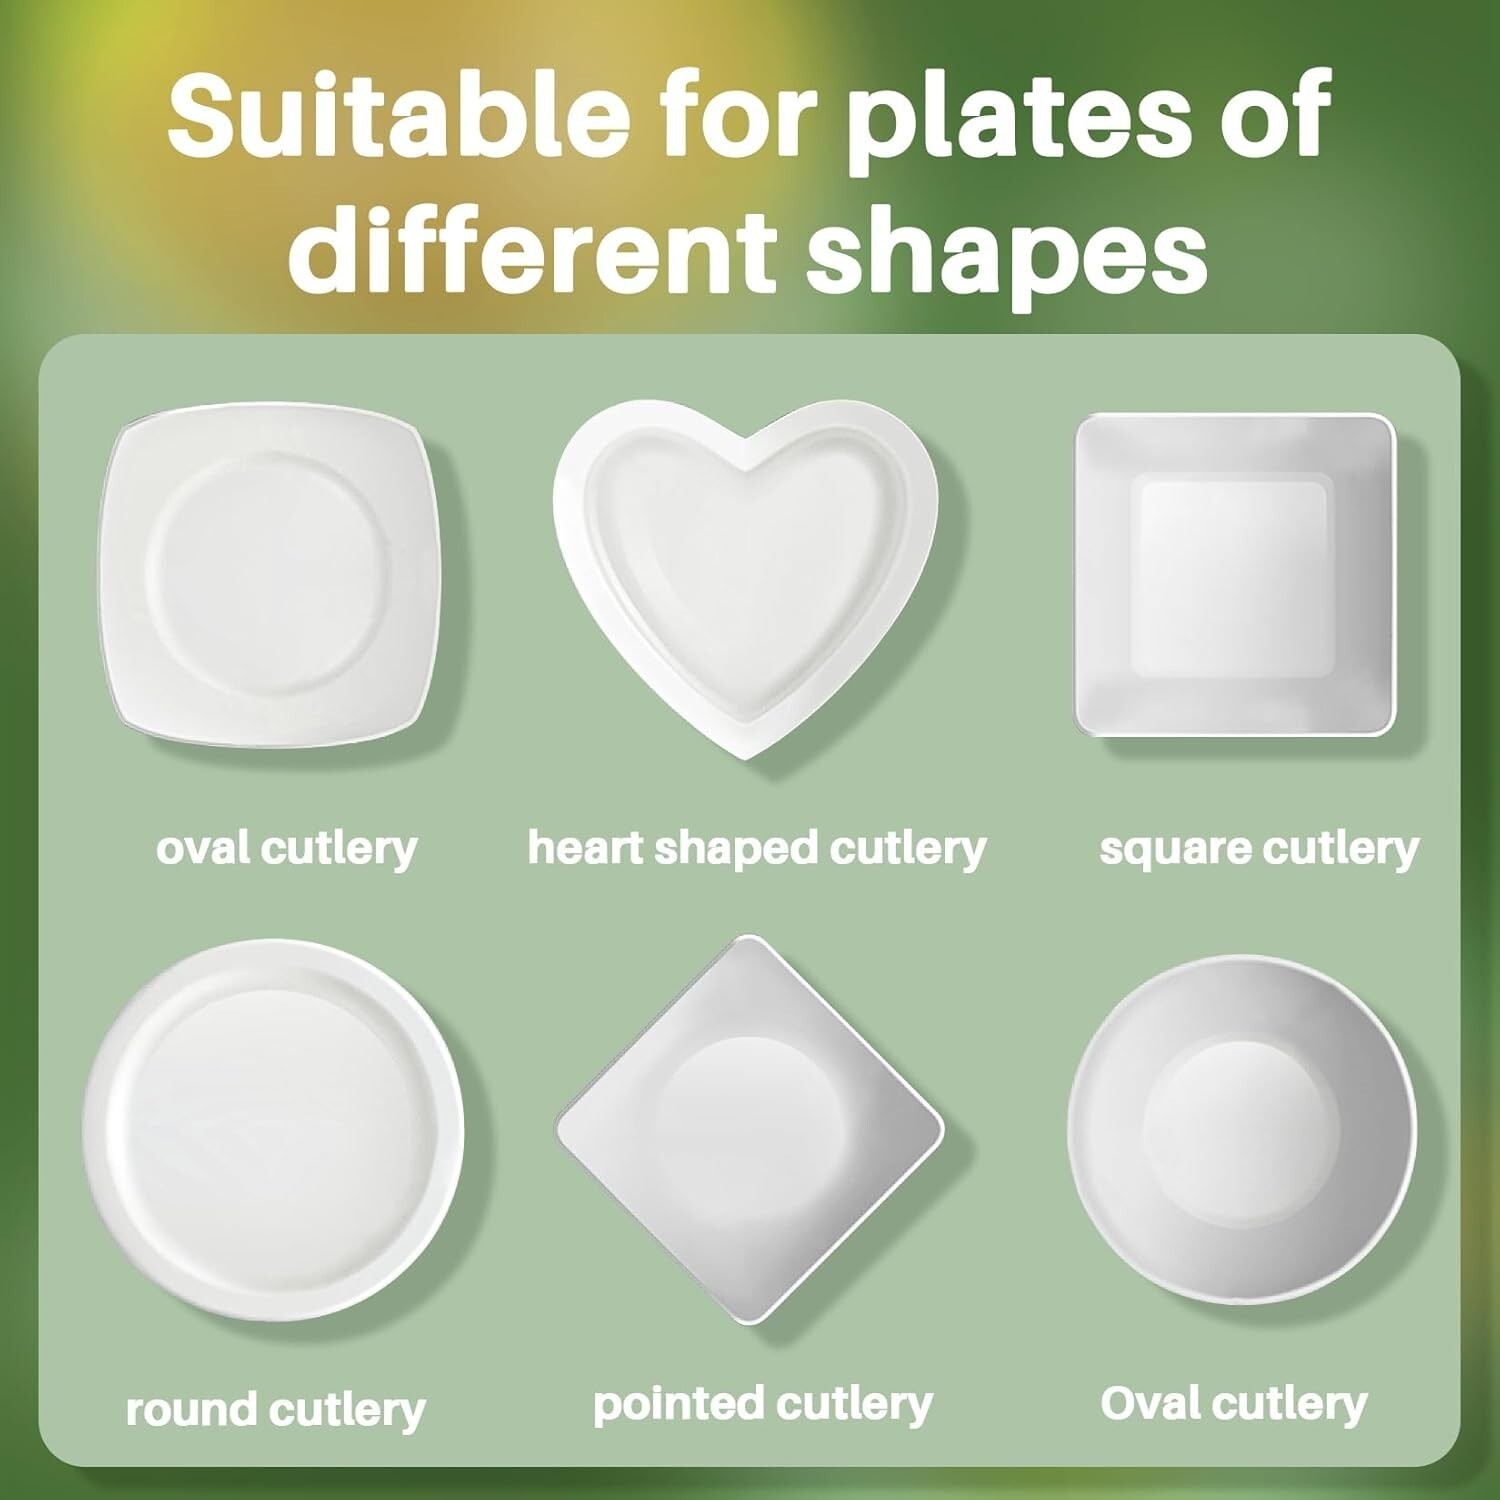 Suitable for plates of
different shapes
oval cutlery
heart shaped cutlery
square cutlery
round cutlery
pointed cutlery
Oval cutlery